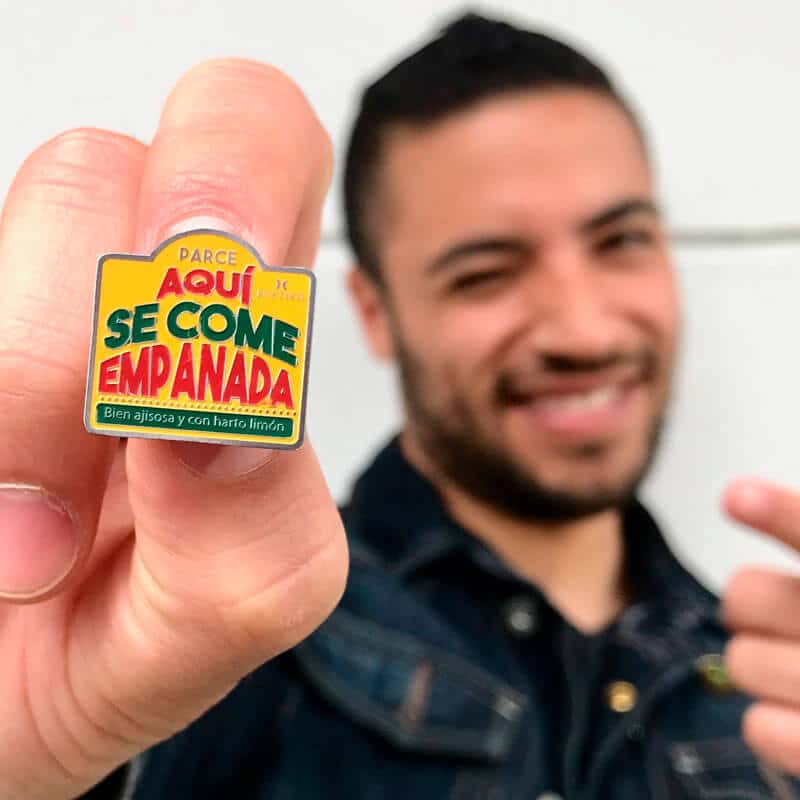 PARCE
AQUÍ
SE COME
EMPANADA
Bien ajisosa y con harto limón.